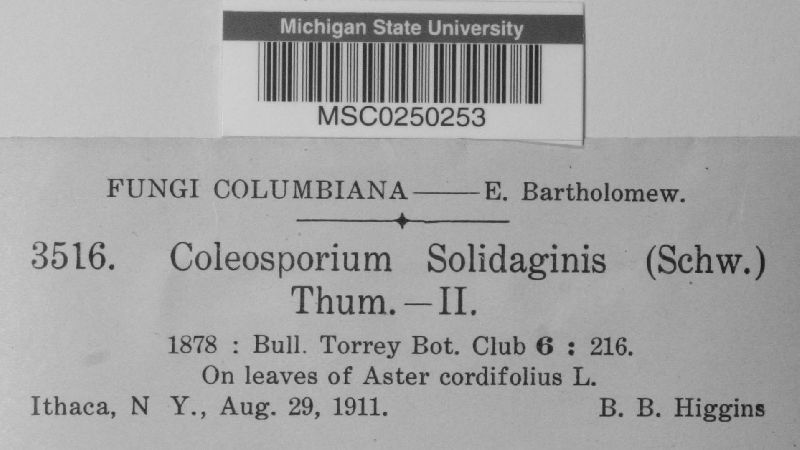 Michigan State University
MSC0250253
FUNGI COLUMBIANA——E. Bartholomew.
3516. Coleosporium Solidaginis (Schw.)
Thum.—II.
1878 : Bull. Torrey Bot. Club 6 : 216.
On leaves of Aster cordifolius L.
Ithaca, N Y., Aug. 29, 1911. B. B. Higgins